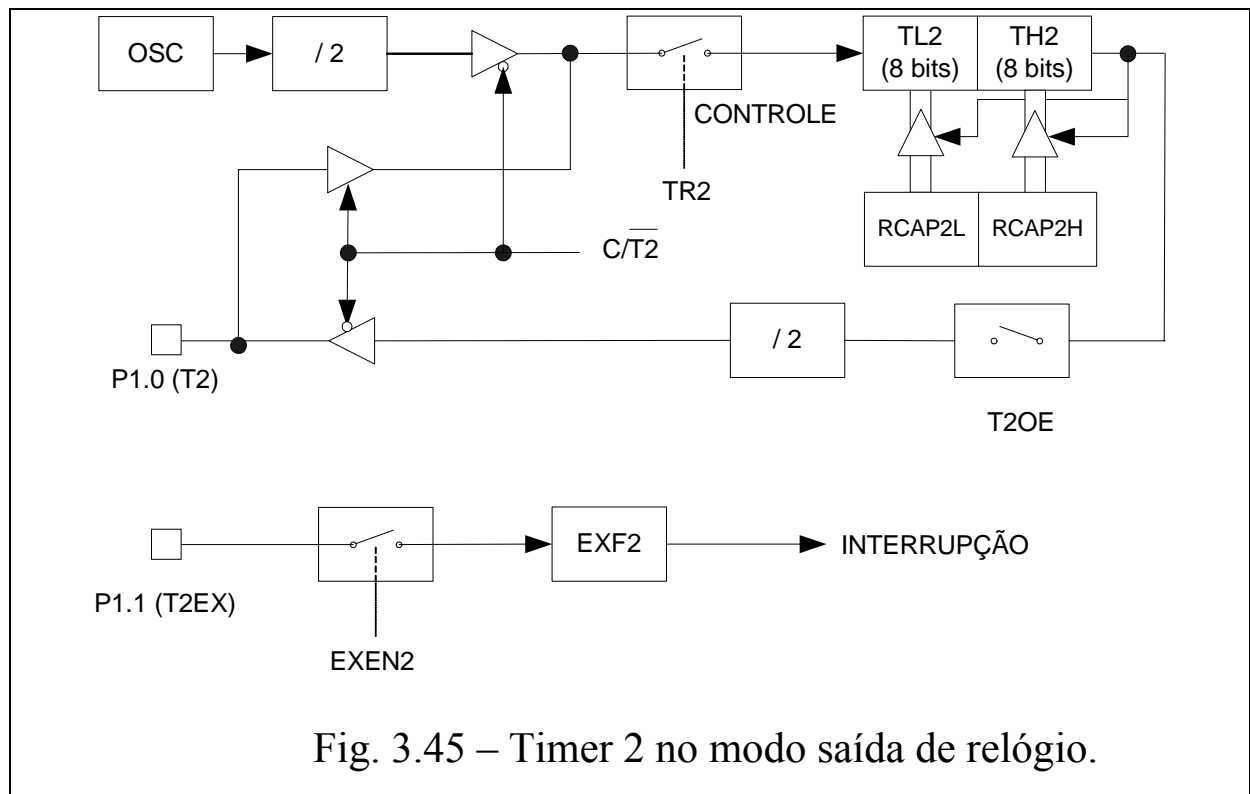 OSC
/ 2
TL2
(8 bits)
TH2
(8 bits)
CONTROLE
TR2
RCAP2L
RCAP2H
C/T2
/ 2
P1.0 (T2)
T2OE
EXF2
INTERRUPÇÃO
P1.1 (T2EX)
EXEN2
Fig. 3.45 – Timer 2 no modo saída de relógio.